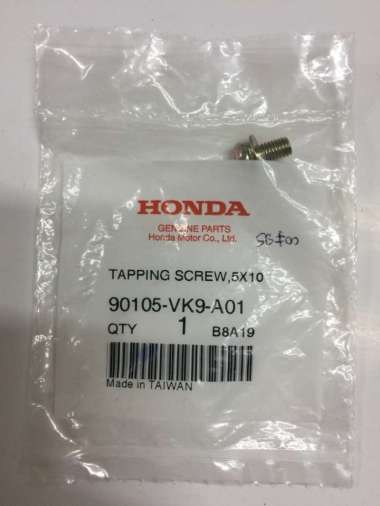 HONDA
GENUINE PARTS
Honda Motor Co., Ltd.
TAPPING SCREW,5X10
90105-VK9-A01
QTY 1 B8A19
Made in TAIWAN